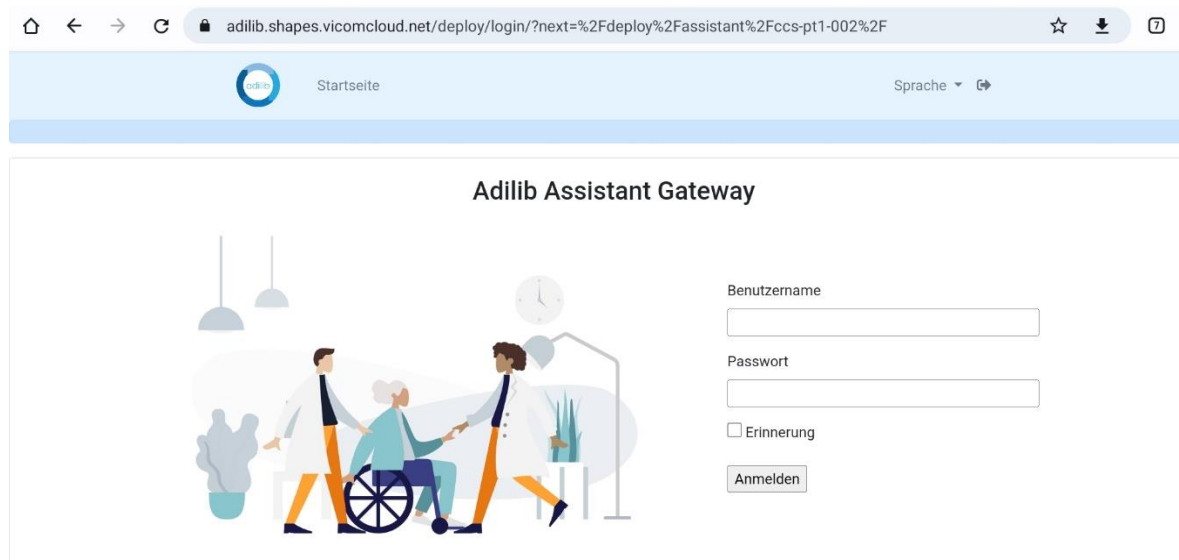 adilib.shapes.vicomcloud.net/deploy/login/?next=%2Fdeploy%2Fassistant%2Fccs-pt1-002%2F
7
adilib
Startseite
Sprache
Adilib Assistant Gateway
Benutzername
Passwort
Erinnerung
Anmelden